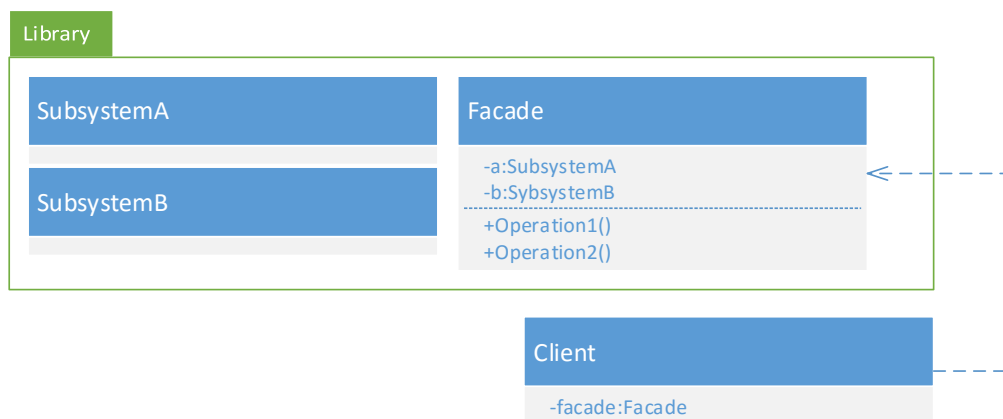 Library
SubsystemA
SubsystemB
Facade
-a:SubsystemA
-b:SybsystemB
+Operation1()
+Operation2()
Client
-facade:Facade